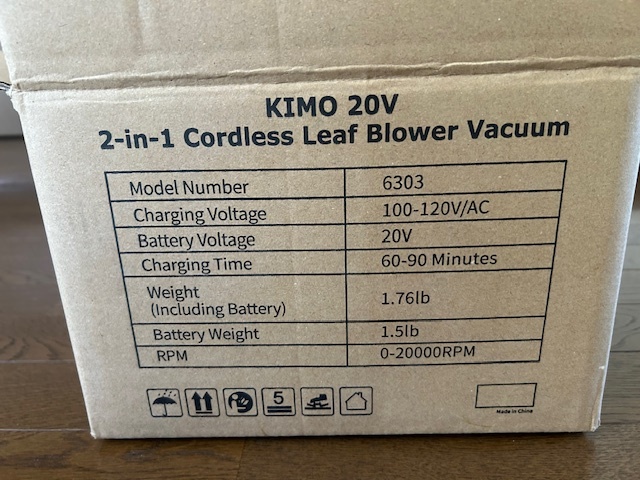 KIMO 20V
2-in-1 Cordless Leaf Blower Vacuum
Model Number 6303
Charging Voltage 100-120V/AC
Battery Voltage 20V
Charging Time 60-90 Minutes
Weight
(Including Battery) 1.76lb
Battery Weight 1.5lb
RPM 0-20000RPM
5
Made in China